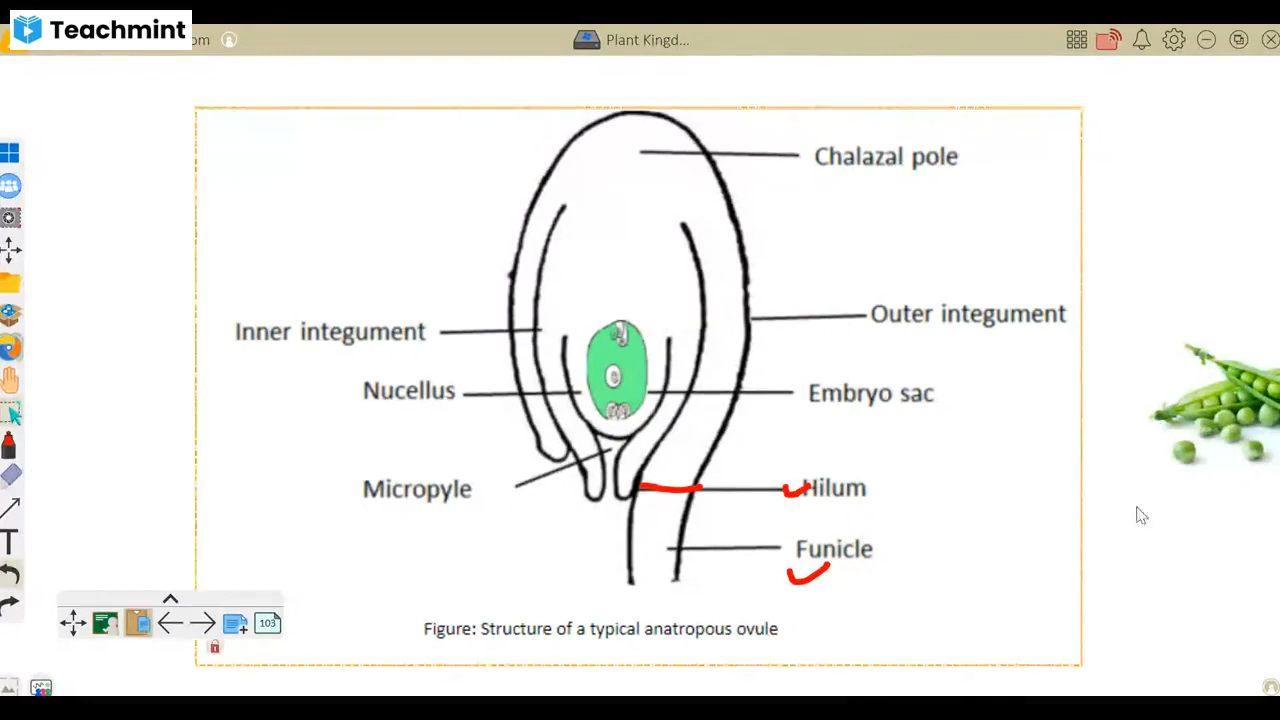 Teachmint
om
Plant Kingd...
Chalazal pole
Outer integument
Inner integument
Nucellus
Embryo sac
Micropyle
Hilum
Funicle
103
Figure: Structure of a typical anatropous ovule